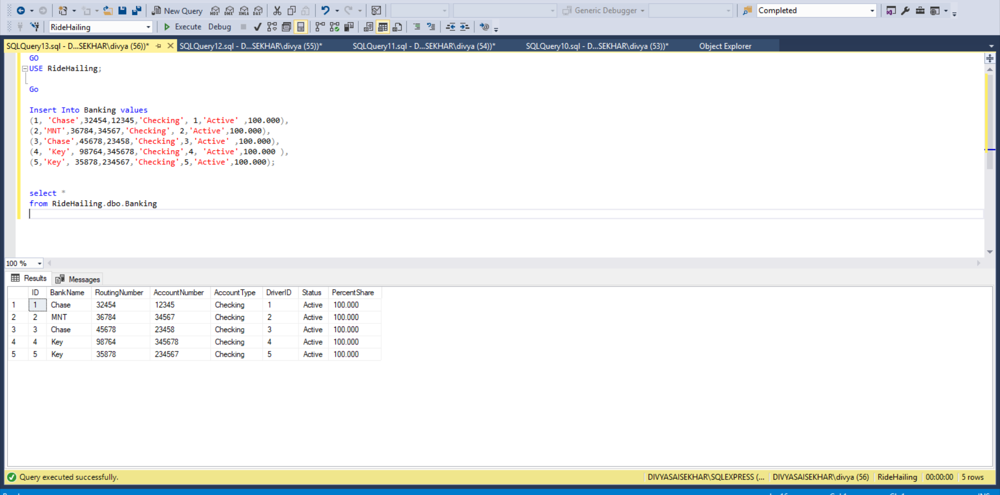 New Query MDX DMX XMLA DAX Generic Debugger Completed
RideHailing Execute Debug
SQLQuery13.sql - D...SEKHAR\divya (56))* SQLQuery12.sql - D...SEKHAR\divya (55))* SQLQuery11.sql - D...SEKHAR\divya (54))* SQLQuery10.sql - D...SEKHAR\divya (53))* Object Explorer
GO
USE RideHailing;
Go
Insert Into Banking values
(1, 'Chase',32454,12345,'Checking', 1,'Active' ,100.000),
(2,'MNT',36784,34567,'Checking', 2,'Active',100.000),
(3,'Chase',45678,23458,'Checking',3,'Active' ,100.000),
(4, 'Key', 98764,345678,'Checking',4, 'Active',100.000 ),
(5,'Key', 35878,234567,'Checking',5,'Active',100.000);
select *
from RideHailing.dbo.Banking
100 %
Results Messages
ID BankName RoutingNumber AccountNumber AccountType DriverID Status PercentShare
1 1 Chase 32454 12345 Checking 1 Active 100.000
2 2 MNT 36784 34567 Checking 2 Active 100.000
3 3 Chase 45678 23458 Checking 3 Active 100.000
4 4 Key 98764 345678 Checking 4 Active 100.000
5 5 Key 35878 234567 Checking 5 Active 100.000
Query executed successfully. DIVYASAISEKHAR\SQLEXPRESS (... DIVYASAISEKHAR\divya (56) RideHailing 00:00:00 5 rows